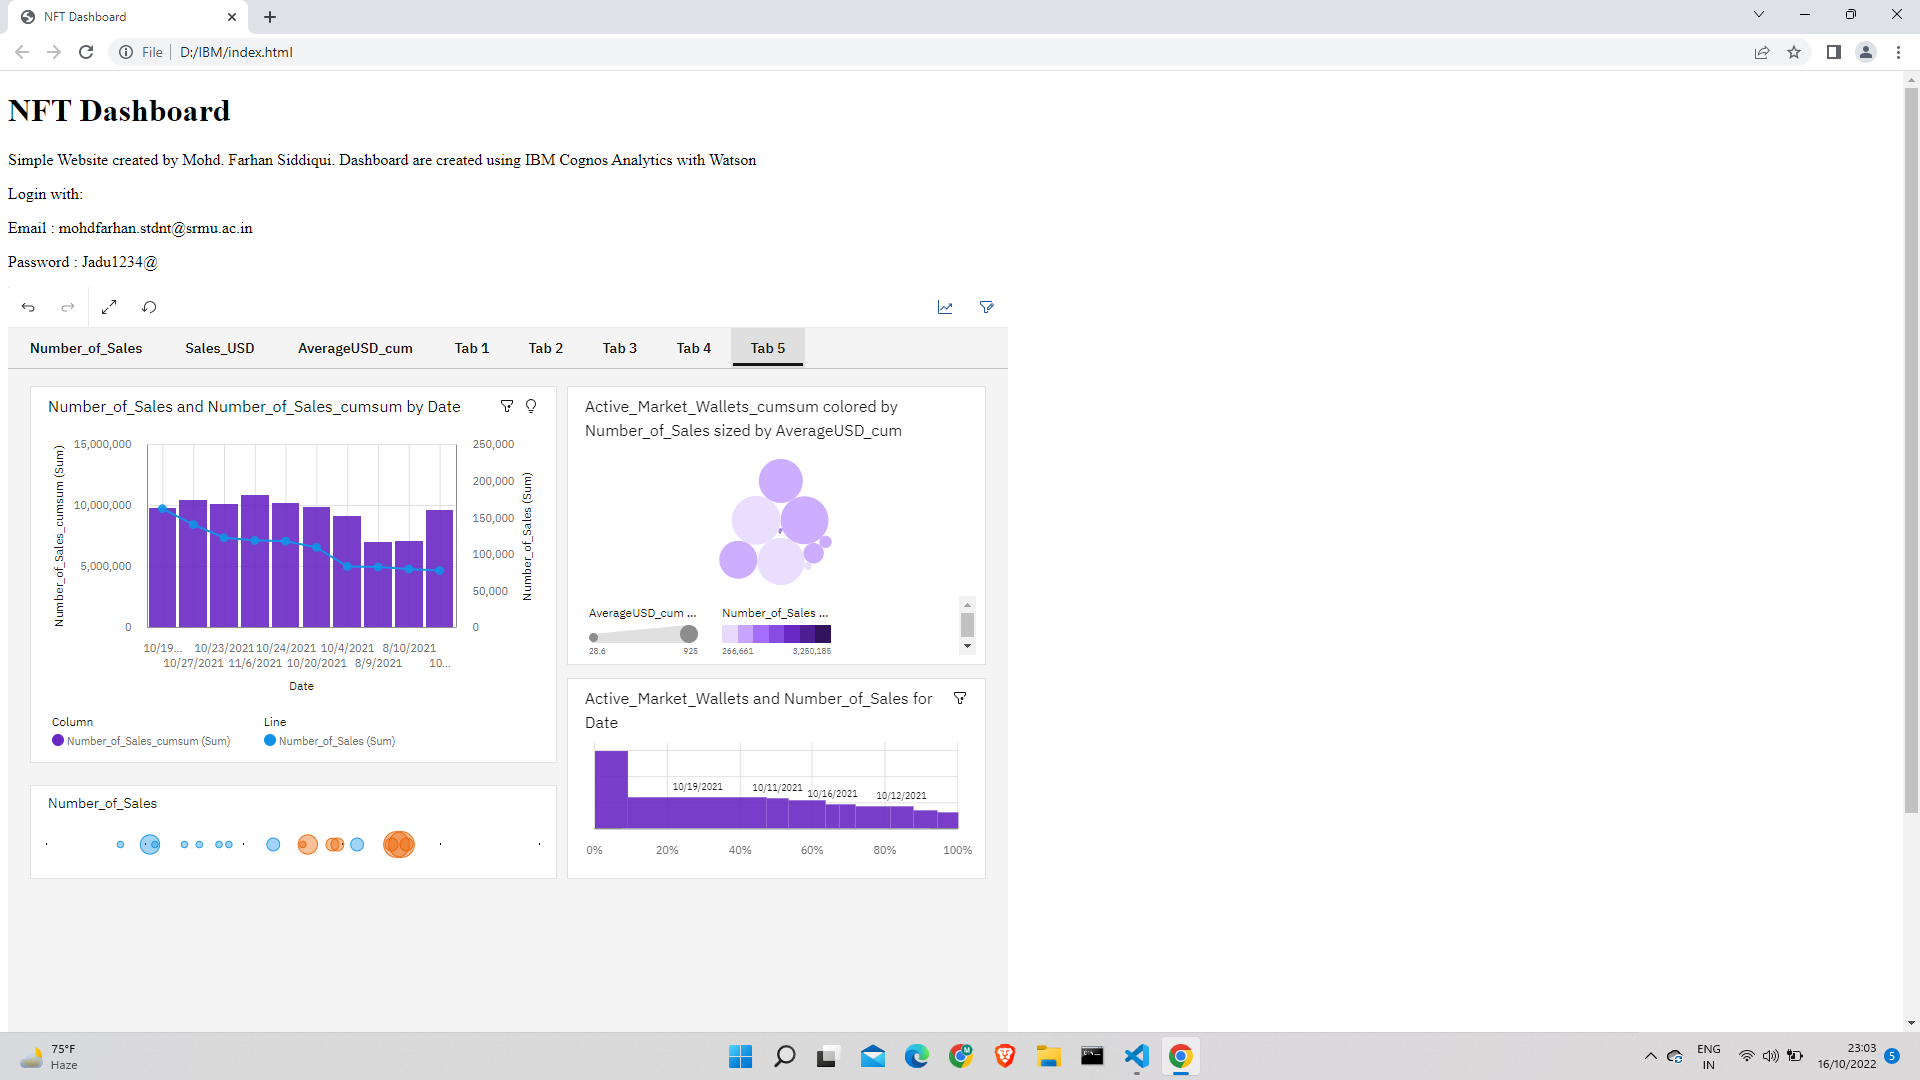 NFT Dashboard
File
D:/IBM/index.html
NFT Dashboard
Simple Website created by Mohd. Farhan Siddiqui. Dashboard are created using IBM Cognos Analytics with Watson
Login with:
Email : mohdfarhan.stdnt@srmu.ac.in
Password : Jadu1234@
Number_of_Sales Sales_USD AverageUSD_cum Tab 1 Tab 2 Tab 3 Tab 4 Tab 5
Number_of_Sales and Number_of_Sales_cumsum by Date
Number_of_Sales_cumsum (Sum)
15,000,000
10,000,000
5,000,000
0
250,000
200,000
150,000
100,000
50,000
0
Number_of_Sales (Sum)
10/19... 10/23/2021 10/24/2021 10/4/2021 8/10/2021
10/27/2021 11/6/2021 10/20/2021 8/9/2021 10...
Date
Column Line
Number_of_Sales_cumsum (Sum) Number_of_Sales (Sum)
Number_of_Sales
Active_Market_Wallets_cumsum colored by
Number_of_Sales sized by AverageUSD_cum
AverageUSD_cum ... Number_of_Sales ...
28.6 925 266,661 3,250,185
Active_Market_Wallets and Number_of_Sales for
Date
10/19/2021 10/11/2021 10/16/2021 10/12/2021
0% 20% 40% 60% 80% 100%
75°F
Haze
ENG
IN
23:03
16/10/2022
5